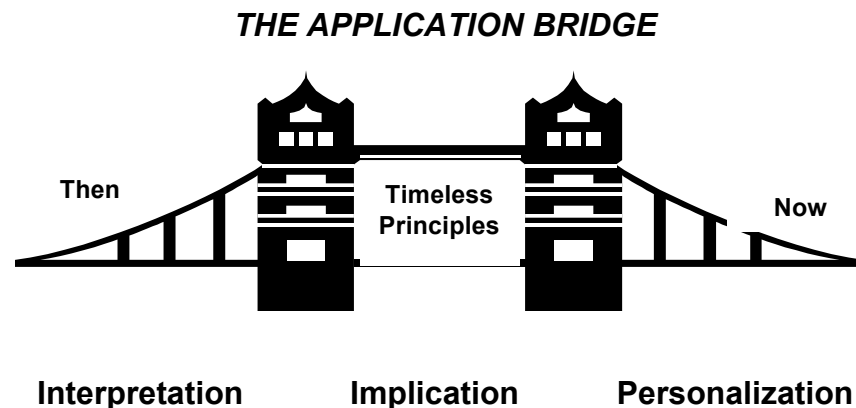 THE APPLICATION BRIDGE
Then
Timeless
Principles
Now
Interpretation Implication Personalization